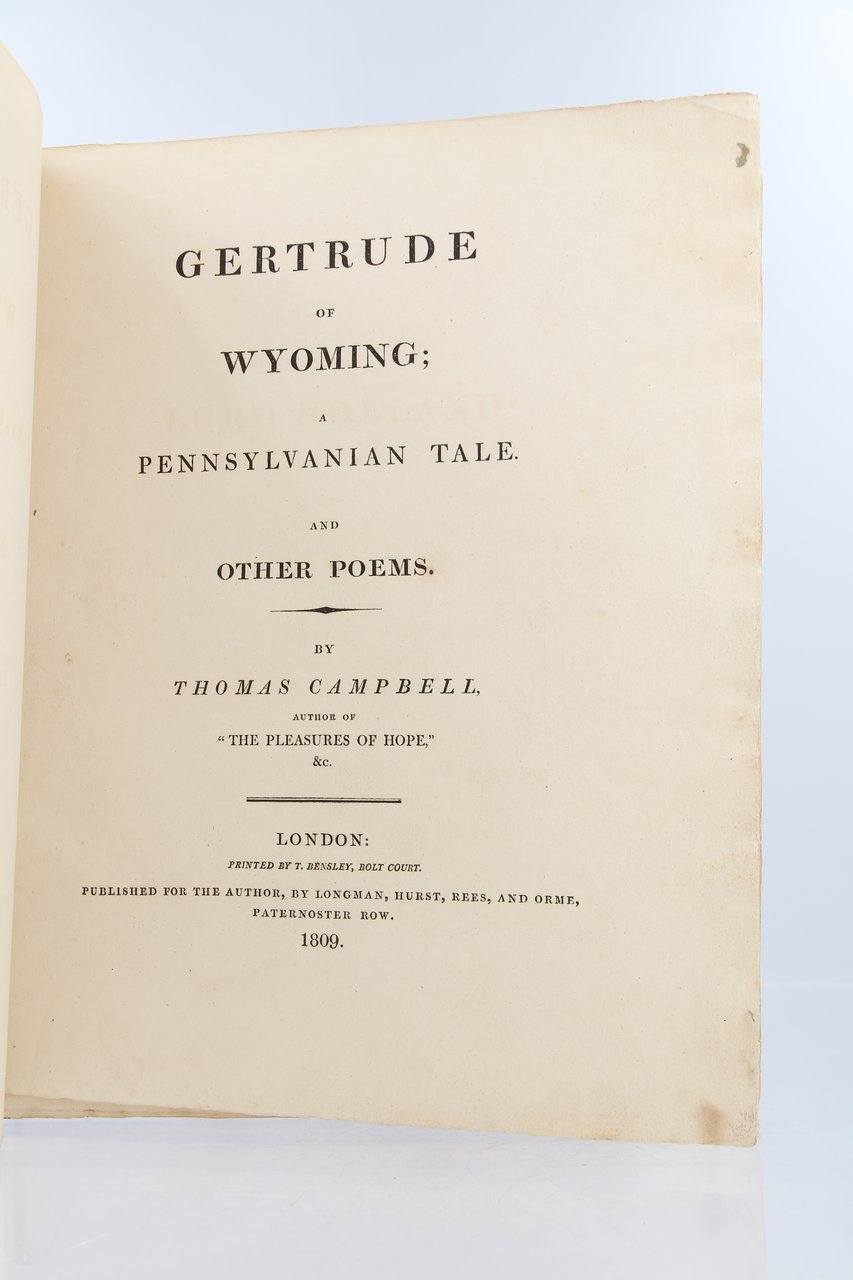 GERTRUDE
OF
WYOMING;
A
PENNSYLVANIAN TALE.
AND
OTHER POEMS.
BY
THOMAS CAMPBELL,
AUTHOR OF
“THE PLEASURES OF HOPE,”
&c.
LONDON:
PRINTED BY T. BENSLEY, BOLT COURT.
PUBLISHED FOR THE AUTHOR, BY LONGMAN, HURST, REES, AND ORME,
PATERNOSTER ROW.
1809.